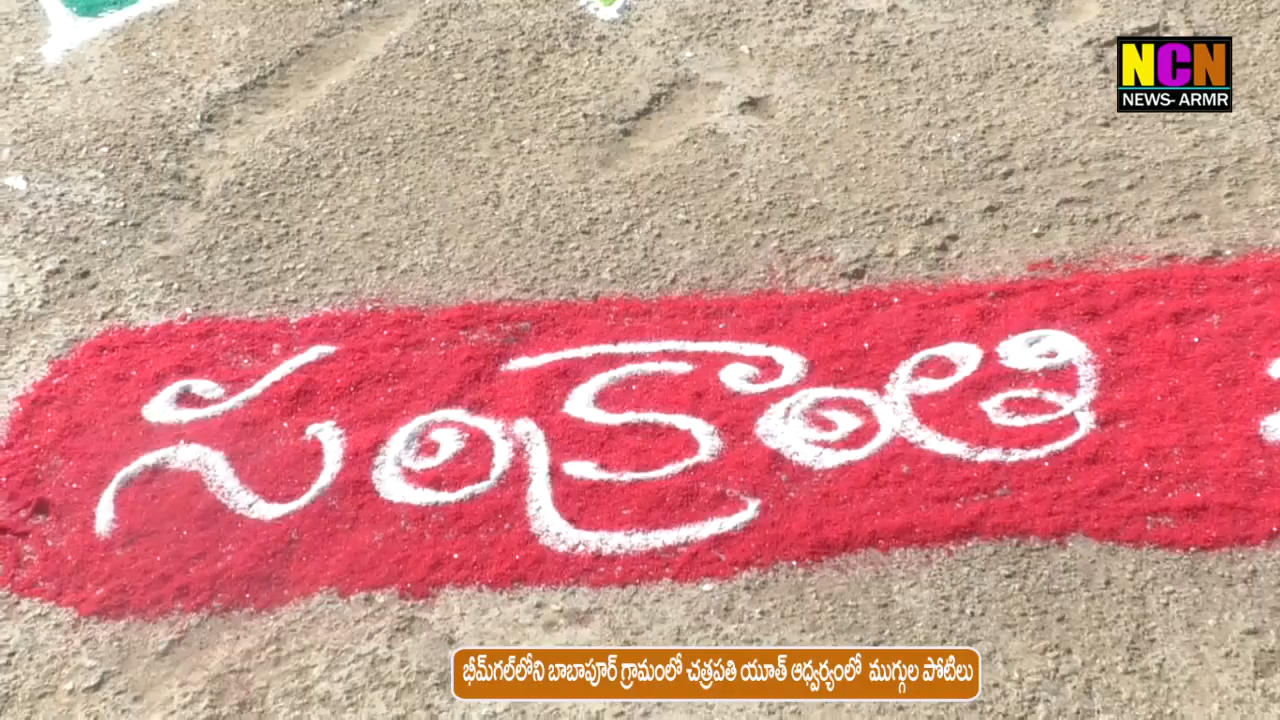 NCN
NEWS- ARMR
సంక్రాంతి
భీమ్‌గల్‌లోని బాబాపూర్ గ్రామంలో చత్రపతి యూత్ ఆధ్వర్యంలో ముగ్గుల పోటీలు